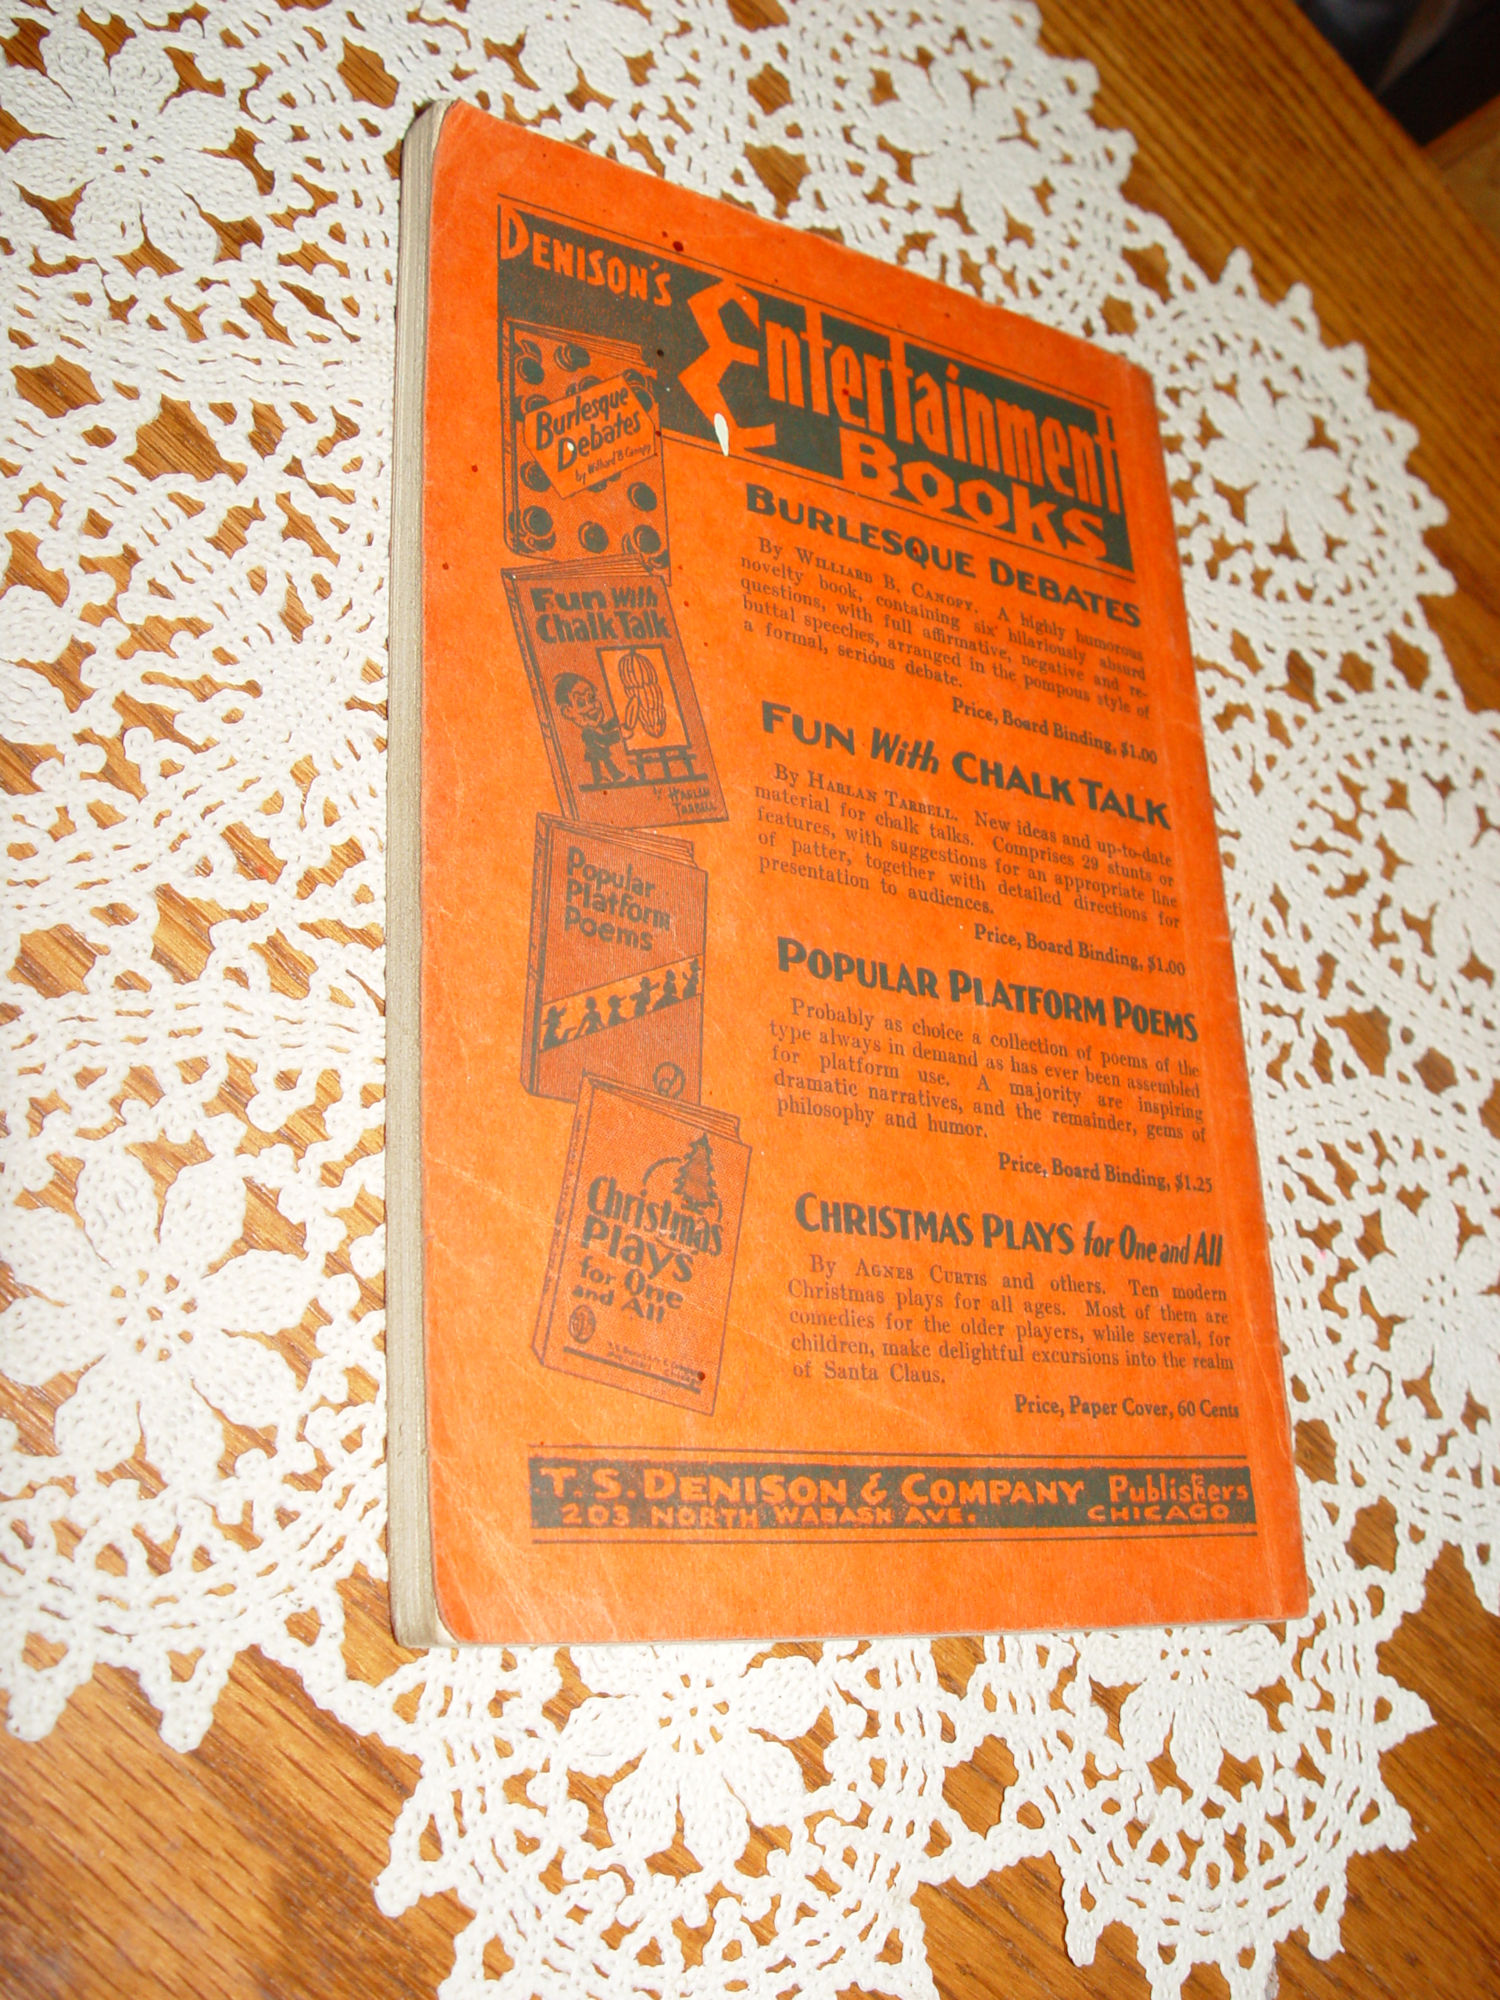 DENISON'S
Entertainment
BOOKS
Burlesque
Debates
by Williard B. Canopy
Fun With
Chalk Talk
by HARLAN
TARBELL
Popular
Platform
Poems
Christmas
Plays
for One
and All
BURLESQUE DEBATES
By WILLIARD B. CANOPY. A highly humorous
novelty book, containing six hilariously absurd
questions, with full affirmative, negative and re-
buttal speeches, arranged in the pompous style of
a formal, serious debate.
Price, Board Binding, $1.00
FUN With CHALK TALK
By HARLAN TARBELL. New ideas and up-to-date
material for chalk talks. Comprises 29 stunts or
features, with suggestions for an appropriate line
of patter, together with detailed directions for
presentation to audiences.
Price, Board Binding, $1.00
POPULAR PLATFORM POEMS
Probably as choice a collection of poems of the
type always in demand as has ever been assembled
for platform use. A majority are inspiring
dramatic narratives, and the remainder, gems of
philosophy and humor.
Price, Board Binding, $1.25
CHRISTMAS PLAYS for One and All
By AGNES CURTIS and others. Ten modern
Christmas plays for all ages. Most of them are
comedies for the older players, while several, for
children, make delightful excursions into the realm
of Santa Claus.
Price, Paper Cover, 60 Cents
T. S. DENISON & COMPANY Publishers
203 NORTH WABASH AVE. CHICAGO